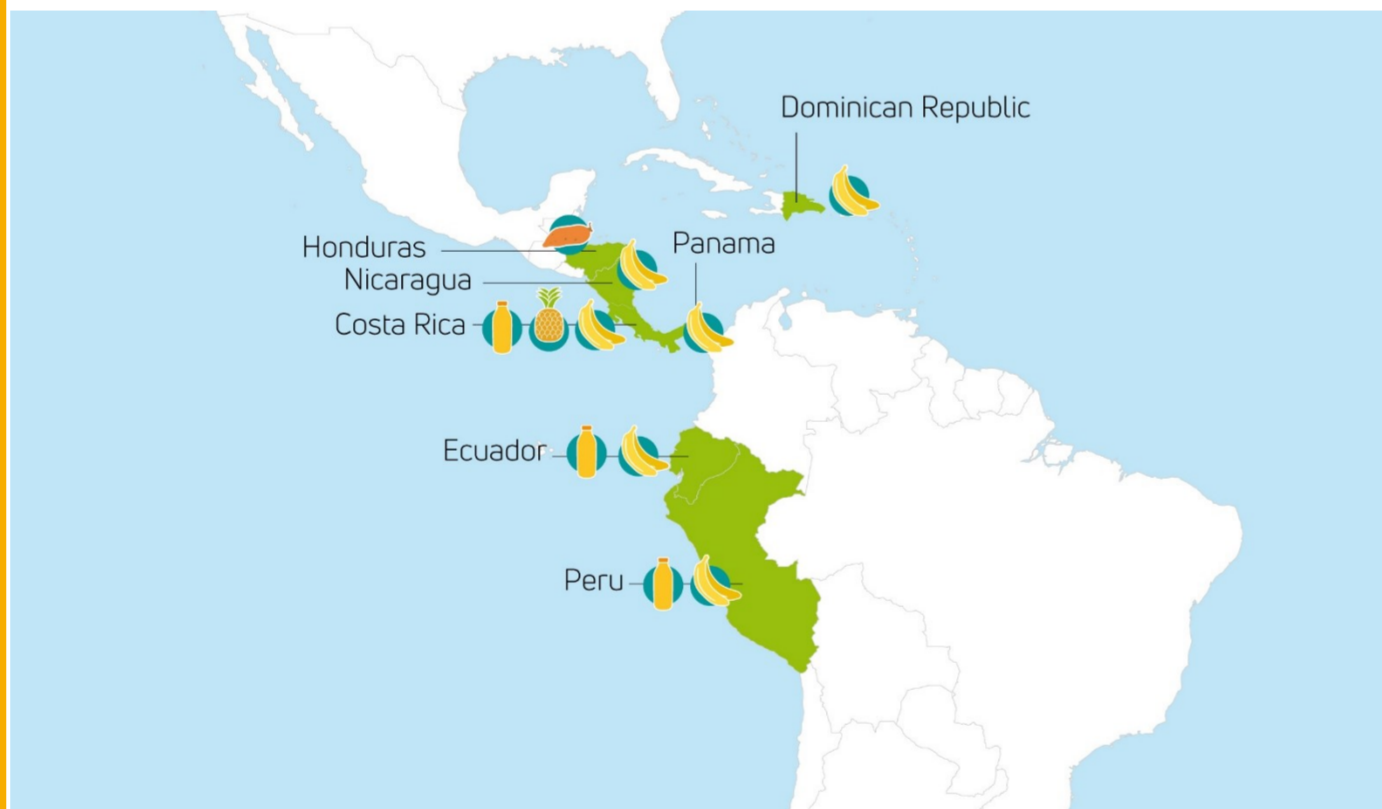 Dominican Republic
Honduras
Panama
Nicaragua
Costa Rica
Ecuador
Peru